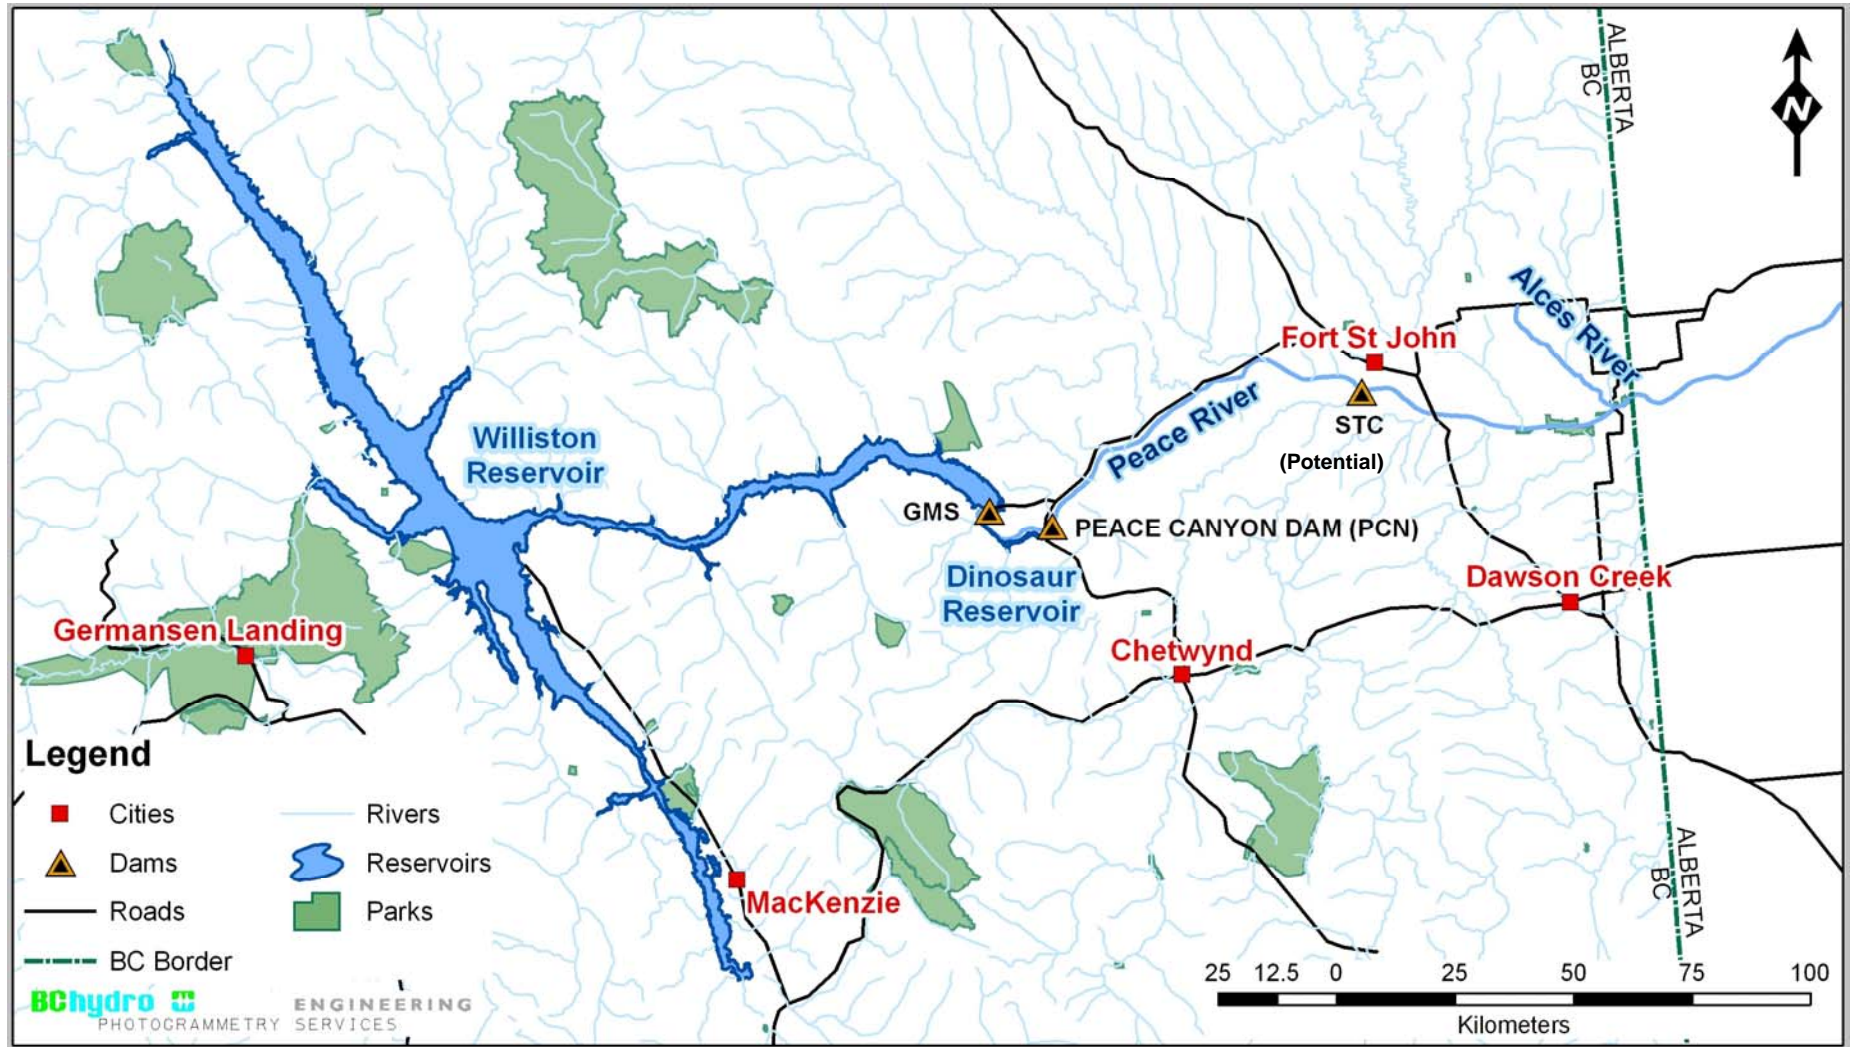 ALBERTA
BC
N
Alces River
Fort St John
Peace River
STC
(Potential)
Williston
Reservoir
GMS
PEACE CANYON DAM (PCN)
Dinosaur
Reservoir
Dawson Creek
Germansen Landing
Chetwynd
MacKenzie
ALBERTA
BC
Legend
Cities
Rivers
Dams
Reservoirs
Roads
Parks
BC Border
BChydro
ENGINEERING
PHOTOGRAMMETRY SERVICES
25 12.5 0 25 50 75 100
Kilometers